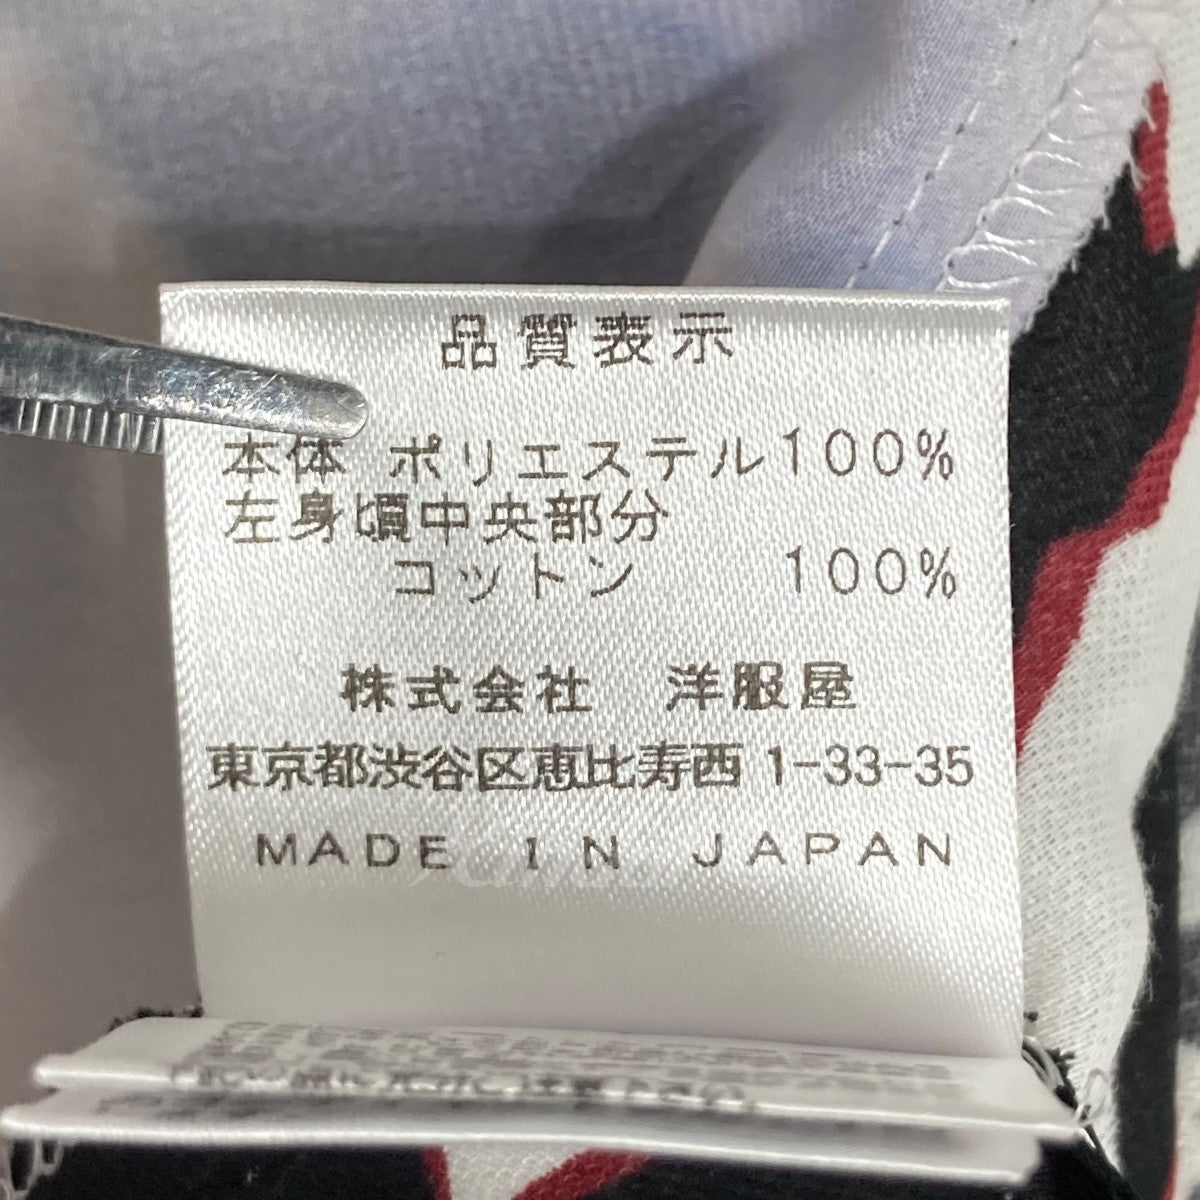 品質表示
本体 ポリエステル100%
左身頃中央部分
コットン 100%
株式会社 洋服屋
東京都渋谷区恵比寿西1-33-35
MADE IN JAPAN